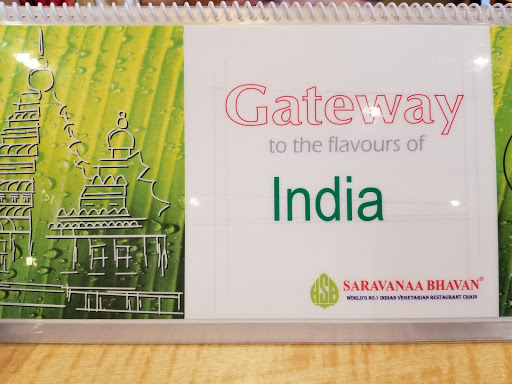 Gateway
to the flavours of
India
HSB
SARAVANAA BHAVAN®
WORLD'S NO.1 INDIAN VEGETARIAN RESTAURANT CHAIN